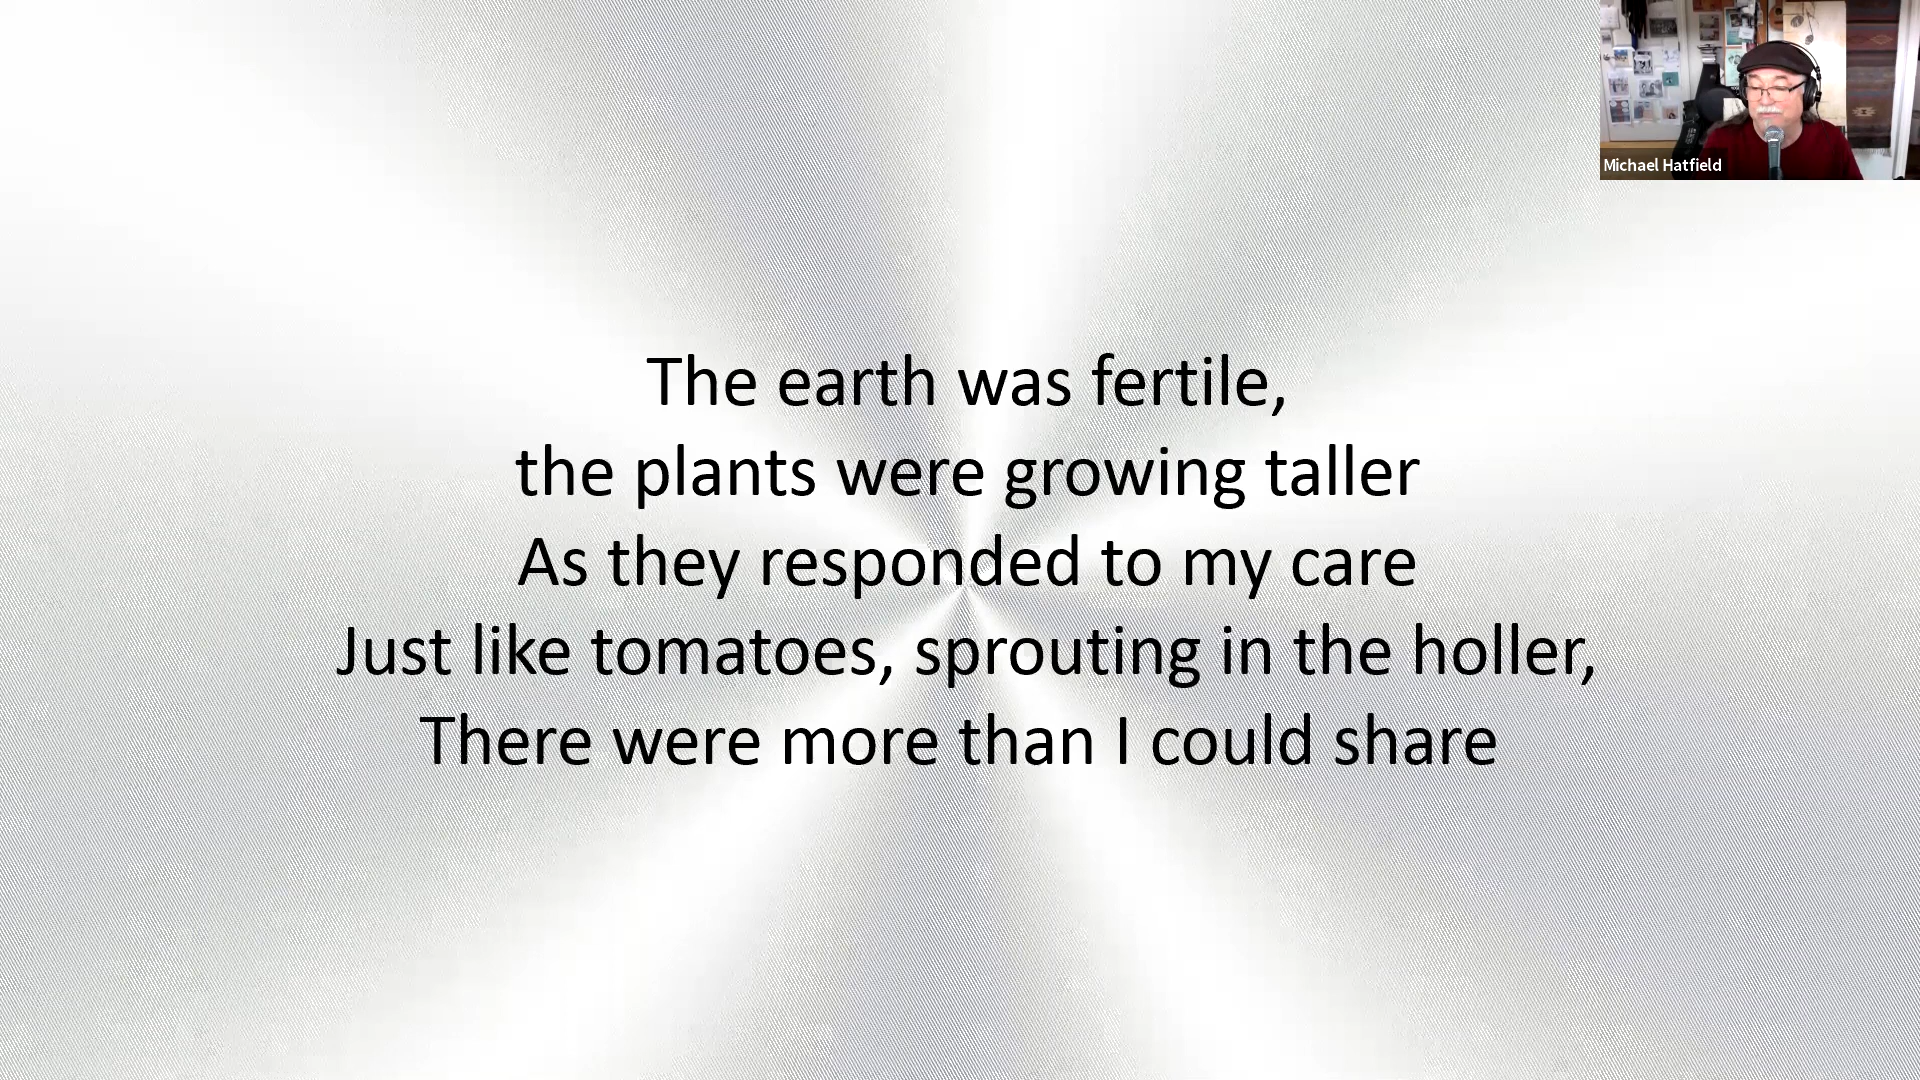 Michael Hatfield
The earth was fertile,
the plants were growing taller
As they responded to my care
Just like tomatoes, sprouting in the holler,
There were more than I could share